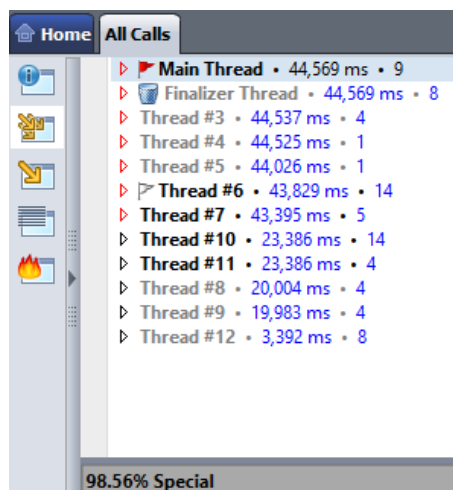 Home All Calls
Main Thread • 44,569 ms • 9
Finalizer Thread • 44,569 ms • 8
Thread #3 • 44,537 ms • 4
Thread #4 • 44,525 ms • 1
Thread #5 • 44,026 ms • 1
Thread #6 • 43,829 ms • 14
Thread #7 • 43,395 ms • 5
Thread #10 • 23,386 ms • 14
Thread #11 • 23,386 ms • 4
Thread #8 • 20,004 ms • 4
Thread #9 • 19,983 ms • 4
Thread #12 • 3,392 ms • 8
98.56% Special